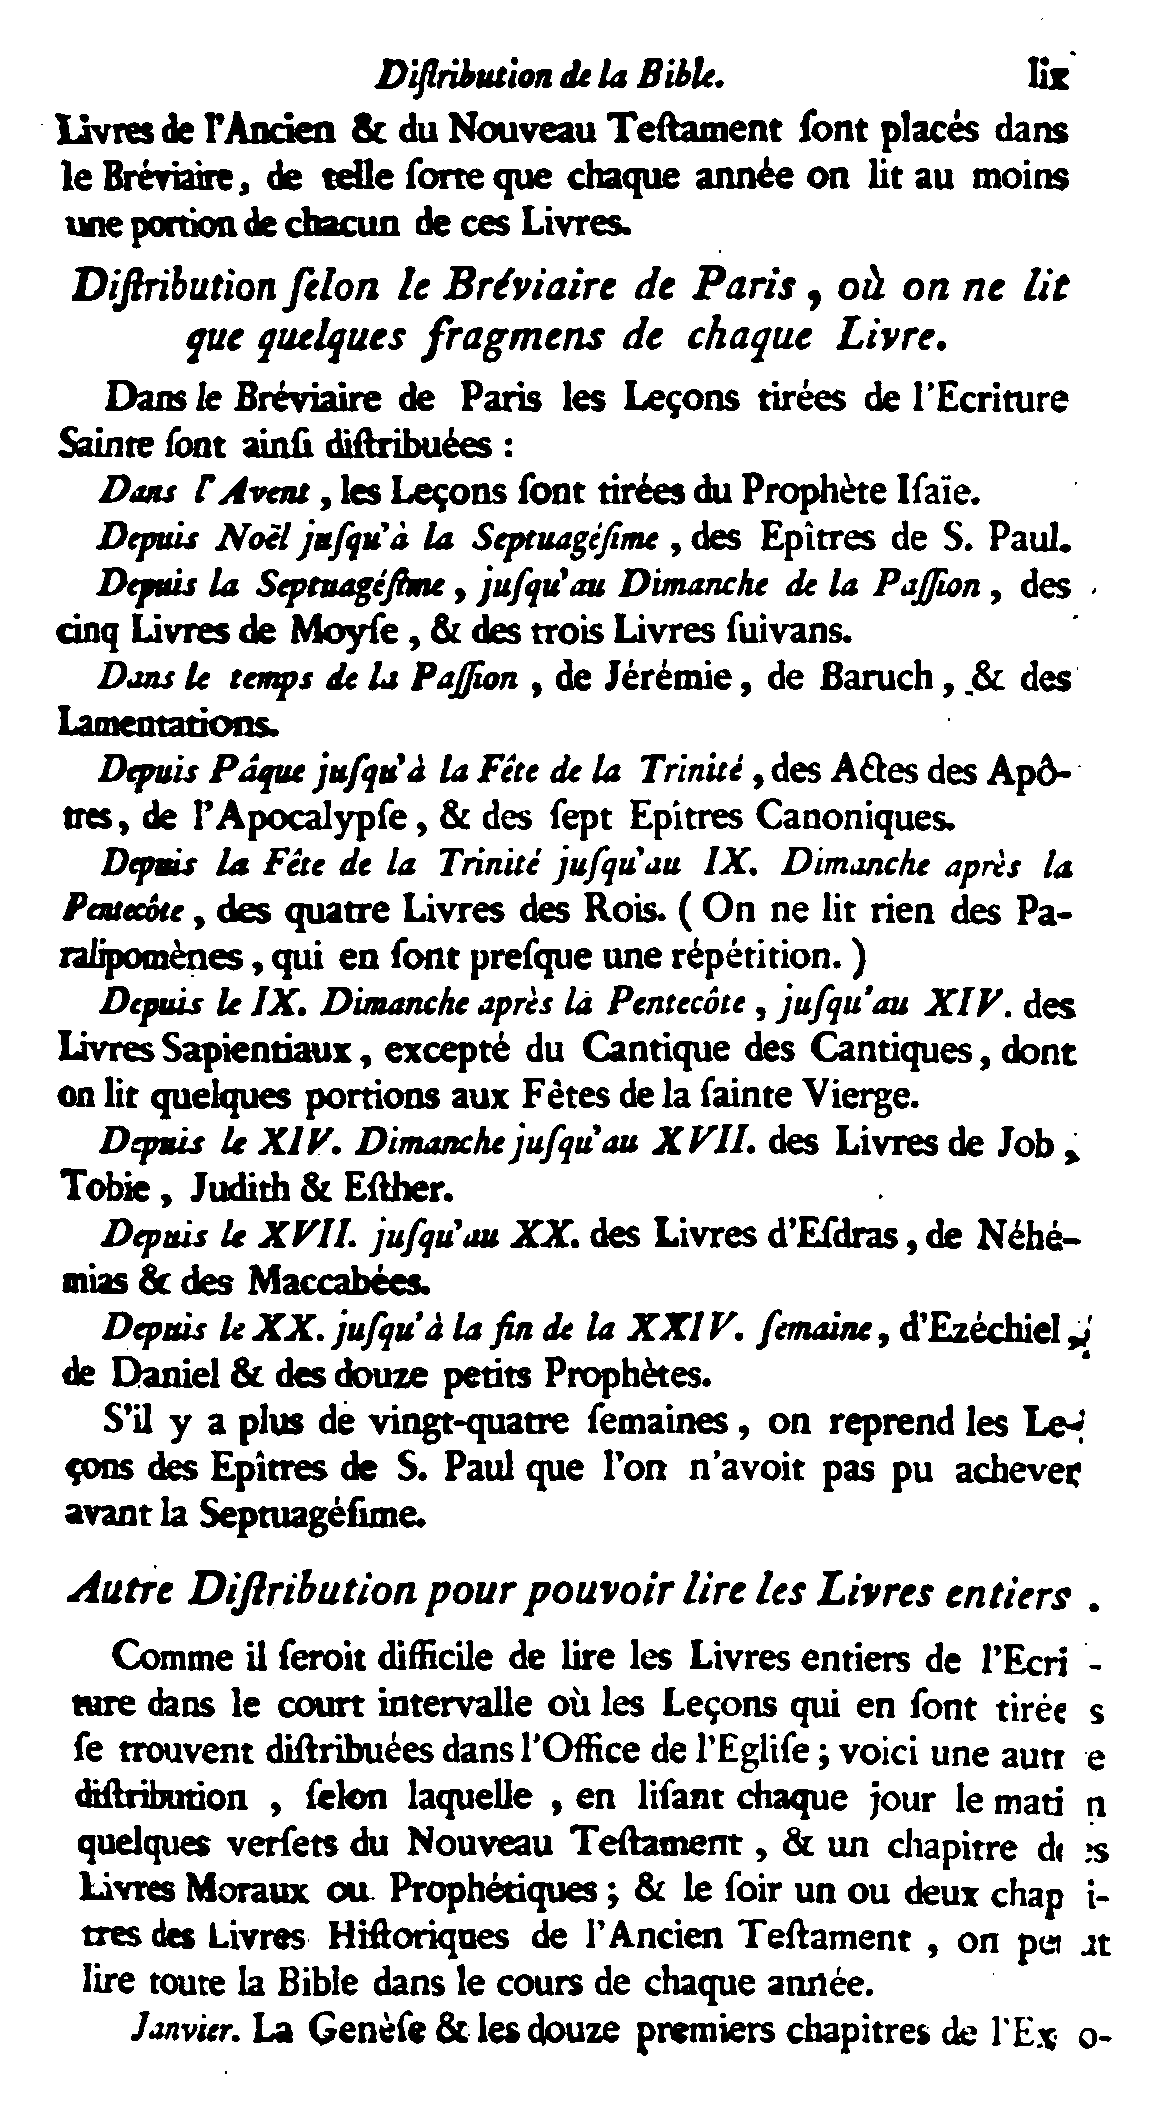 Diſtribution de la Bible. lix
Livres de l'Ancien & du Nouveau Teſtament ſont placés dans
le Bréviaire, de telle ſorte que chaque année on lit au moins
une portion de chacun de ces Livres.
Diſtribution ſelon le Bréviaire de Paris, où on ne lit
que quelques fragmens de chaque Livre.
Dans le Bréviaire de Paris les Leçons tirées de l'Ecriture
Sainte ſont ainſi diſtribuées :
Dans l'Avent, les Leçons ſont tirées du Prophète Iſaïe.
Depuis Noël juſqu'à la Septuagéſime, des Epîtres de S. Paul.
Depuis la Septuagéſime, juſqu'au Dimanche de la Paſſion, des
cinq Livres de Moyſe, & des trois Livres ſuivans.
Dans le temps de la Paſſion, de Jérémie, de Baruch, & des
Lamentations.
Depuis Pâque juſqu'à la Fête de la Trinité, des Actes des Apô-
tres, de l'Apocalypſe, & des ſept Epîtres Canoniques.
Depuis la Fête de la Trinité juſqu'au IX. Dimanche après la
Pentecôte, des quatre Livres des Rois. ( On ne lit rien des Pa-
ralipomènes, qui en ſont preſque une répétition. )
Depuis le IX. Dimanche après la Pentecôte, juſqu'au XIV. des
Livres Sapientiaux, excepté du Cantique des Cantiques, dont
on lit quelques portions aux Fêtes de la ſainte Vierge.
Depuis le XIV. Dimanche juſqu'au XVII. des Livres de Job,
Tobie, Judith & Eſther.
Depuis le XVII. juſqu'au XX. des Livres d'Eſdras, de Néhé-
mias & des Maccabées.
Depuis le XX. juſqu'à la fin de la XXIV. ſemaine, d'Ezéchiel,
de Daniel & des douze petits Prophètes.
S'il y a plus de vingt-quatre ſemaines, on reprend les Le-
çons des Epîtres de S. Paul que l'on n'avoit pas pu achever
avant la Septuagéſime.
Autre Diſtribution pour pouvoir lire les Livres entiers.
Comme il ſeroit difficile de lire les Livres entiers de l'Ecri-
ture dans le court intervalle où les Leçons qui en ſont tirées
ſe trouvent diſtribuées dans l'Office de l'Egliſe ; voici une autre
diſtribution, ſelon laquelle, en liſant chaque jour le matin
quelques verſets du Nouveau Teſtament, & un chapitre des
Livres Moraux ou Prophétiques ; & le ſoir un ou deux chapi-
tres des Livres Hiſtoriques de l'Ancien Teſtament, on peut
lire toute la Bible dans le cours de chaque année.
Janvier. La Genèſe & les douze premiers chapitres de l'Exo-